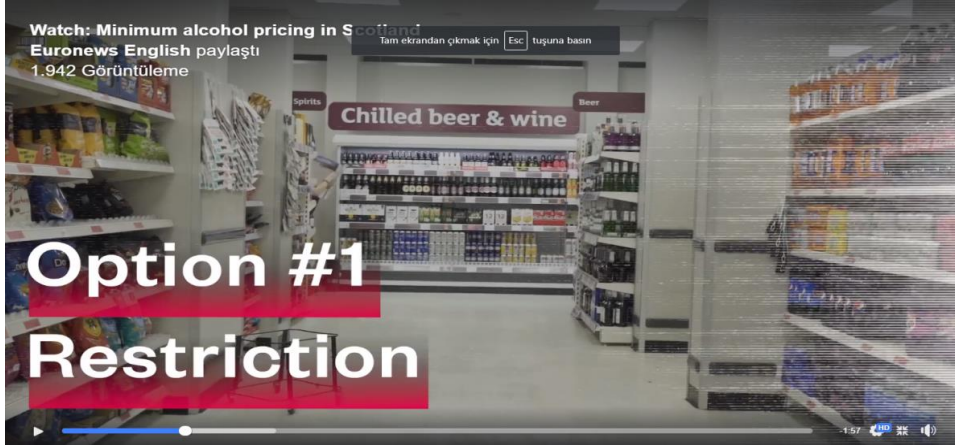 Watch: Minimum alcohol pricing in Scotland
Euronews English paylaştı
1.942 Görüntüleme
Tam ekrandan çıkmak için Esc tuşuna basın
Spirits
Chilled beer & wine
Beer
Option #1
Restriction
-1:57
HD